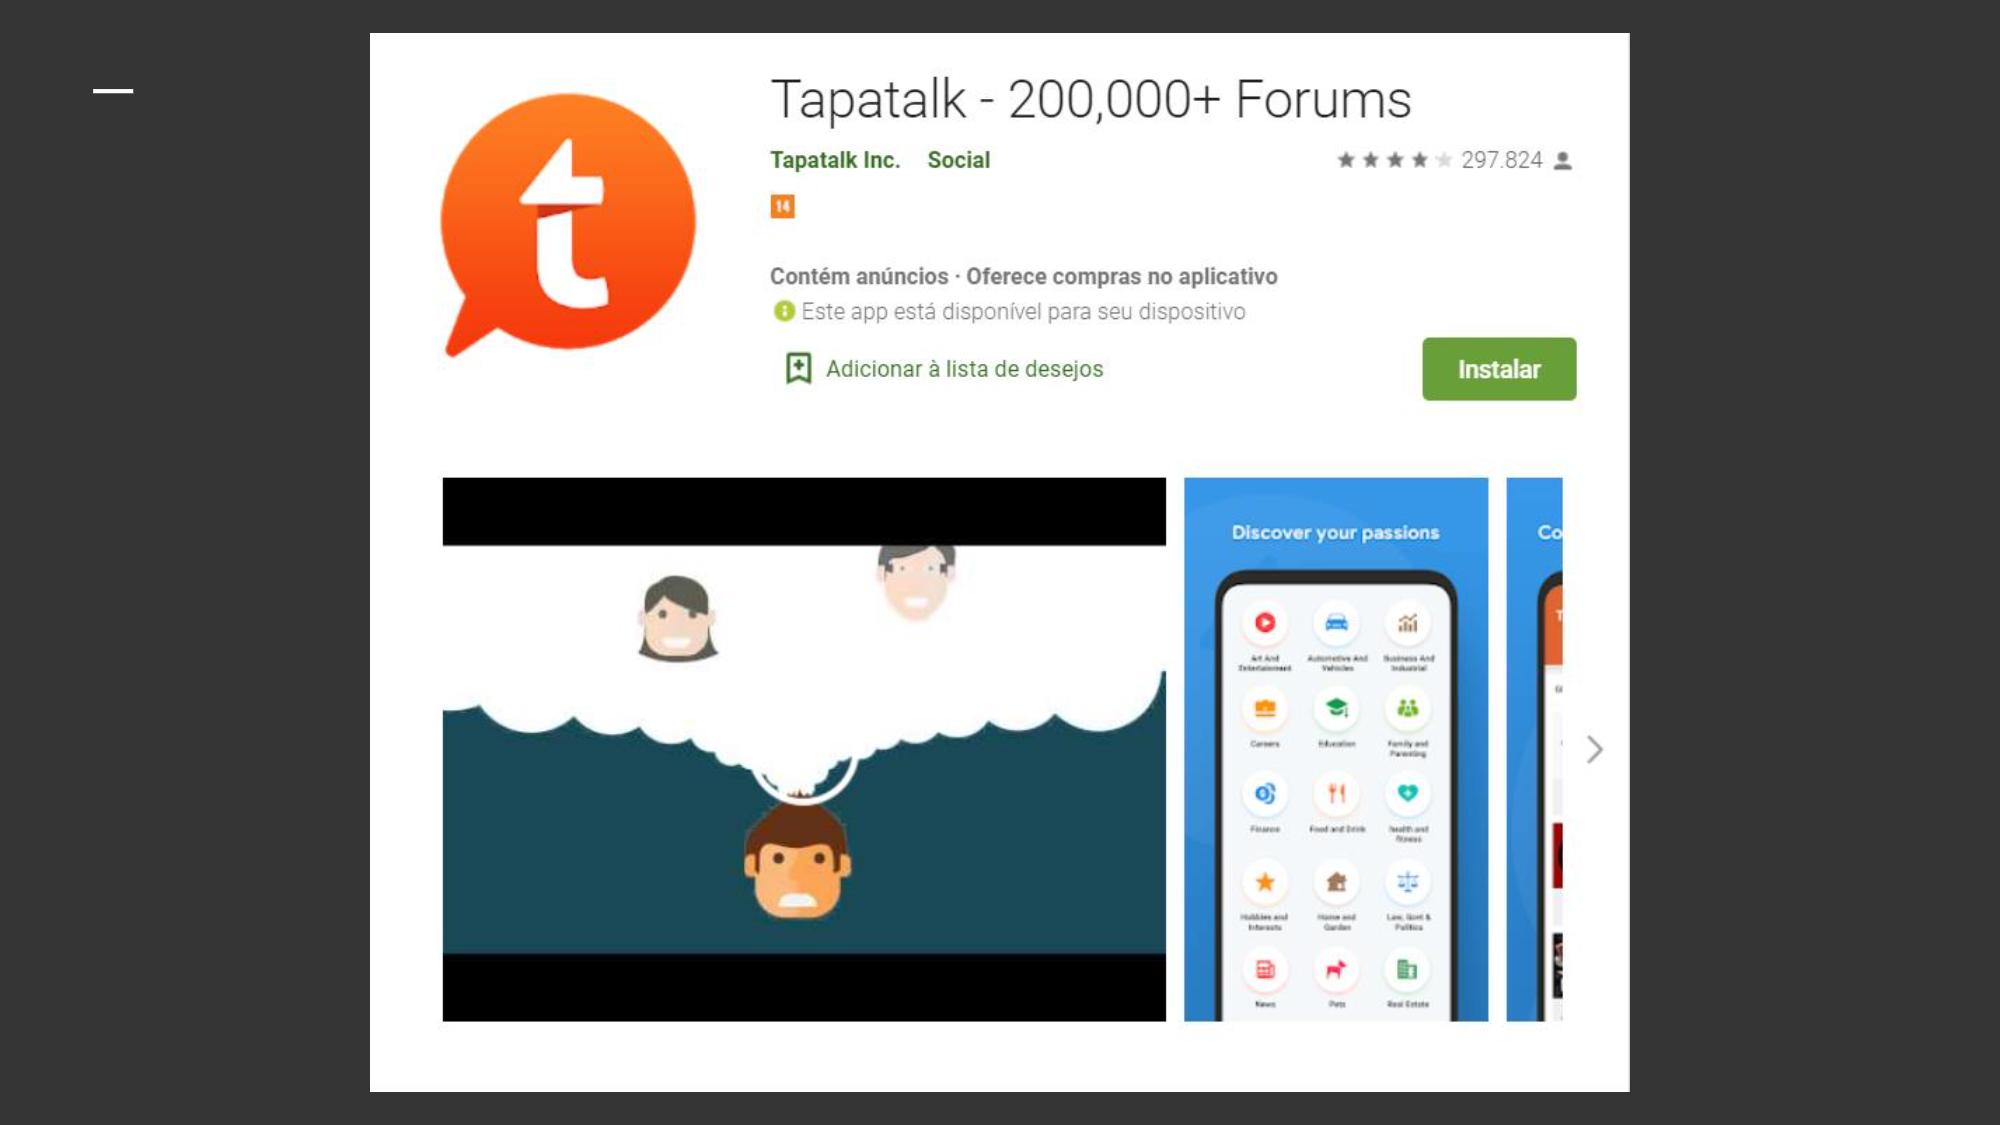 Tapatalk - 200,000+ Forums
Tapatalk Inc. Social
297.824
14
Contém anúncios · Oferece compras no aplicativo
Este app está disponível para seu dispositivo
Adicionar à lista de desejos
Instalar
Discover your passions
Co
Art And Entertainment
Automotive And Vehicles
Business And Industrial
Careers
Education
Family and Parenting
Finance
Food and Drink
health and fitness
Hobbies and Interests
Home and Garden
Law, Govt & Politics
News
Pets
Real Estate